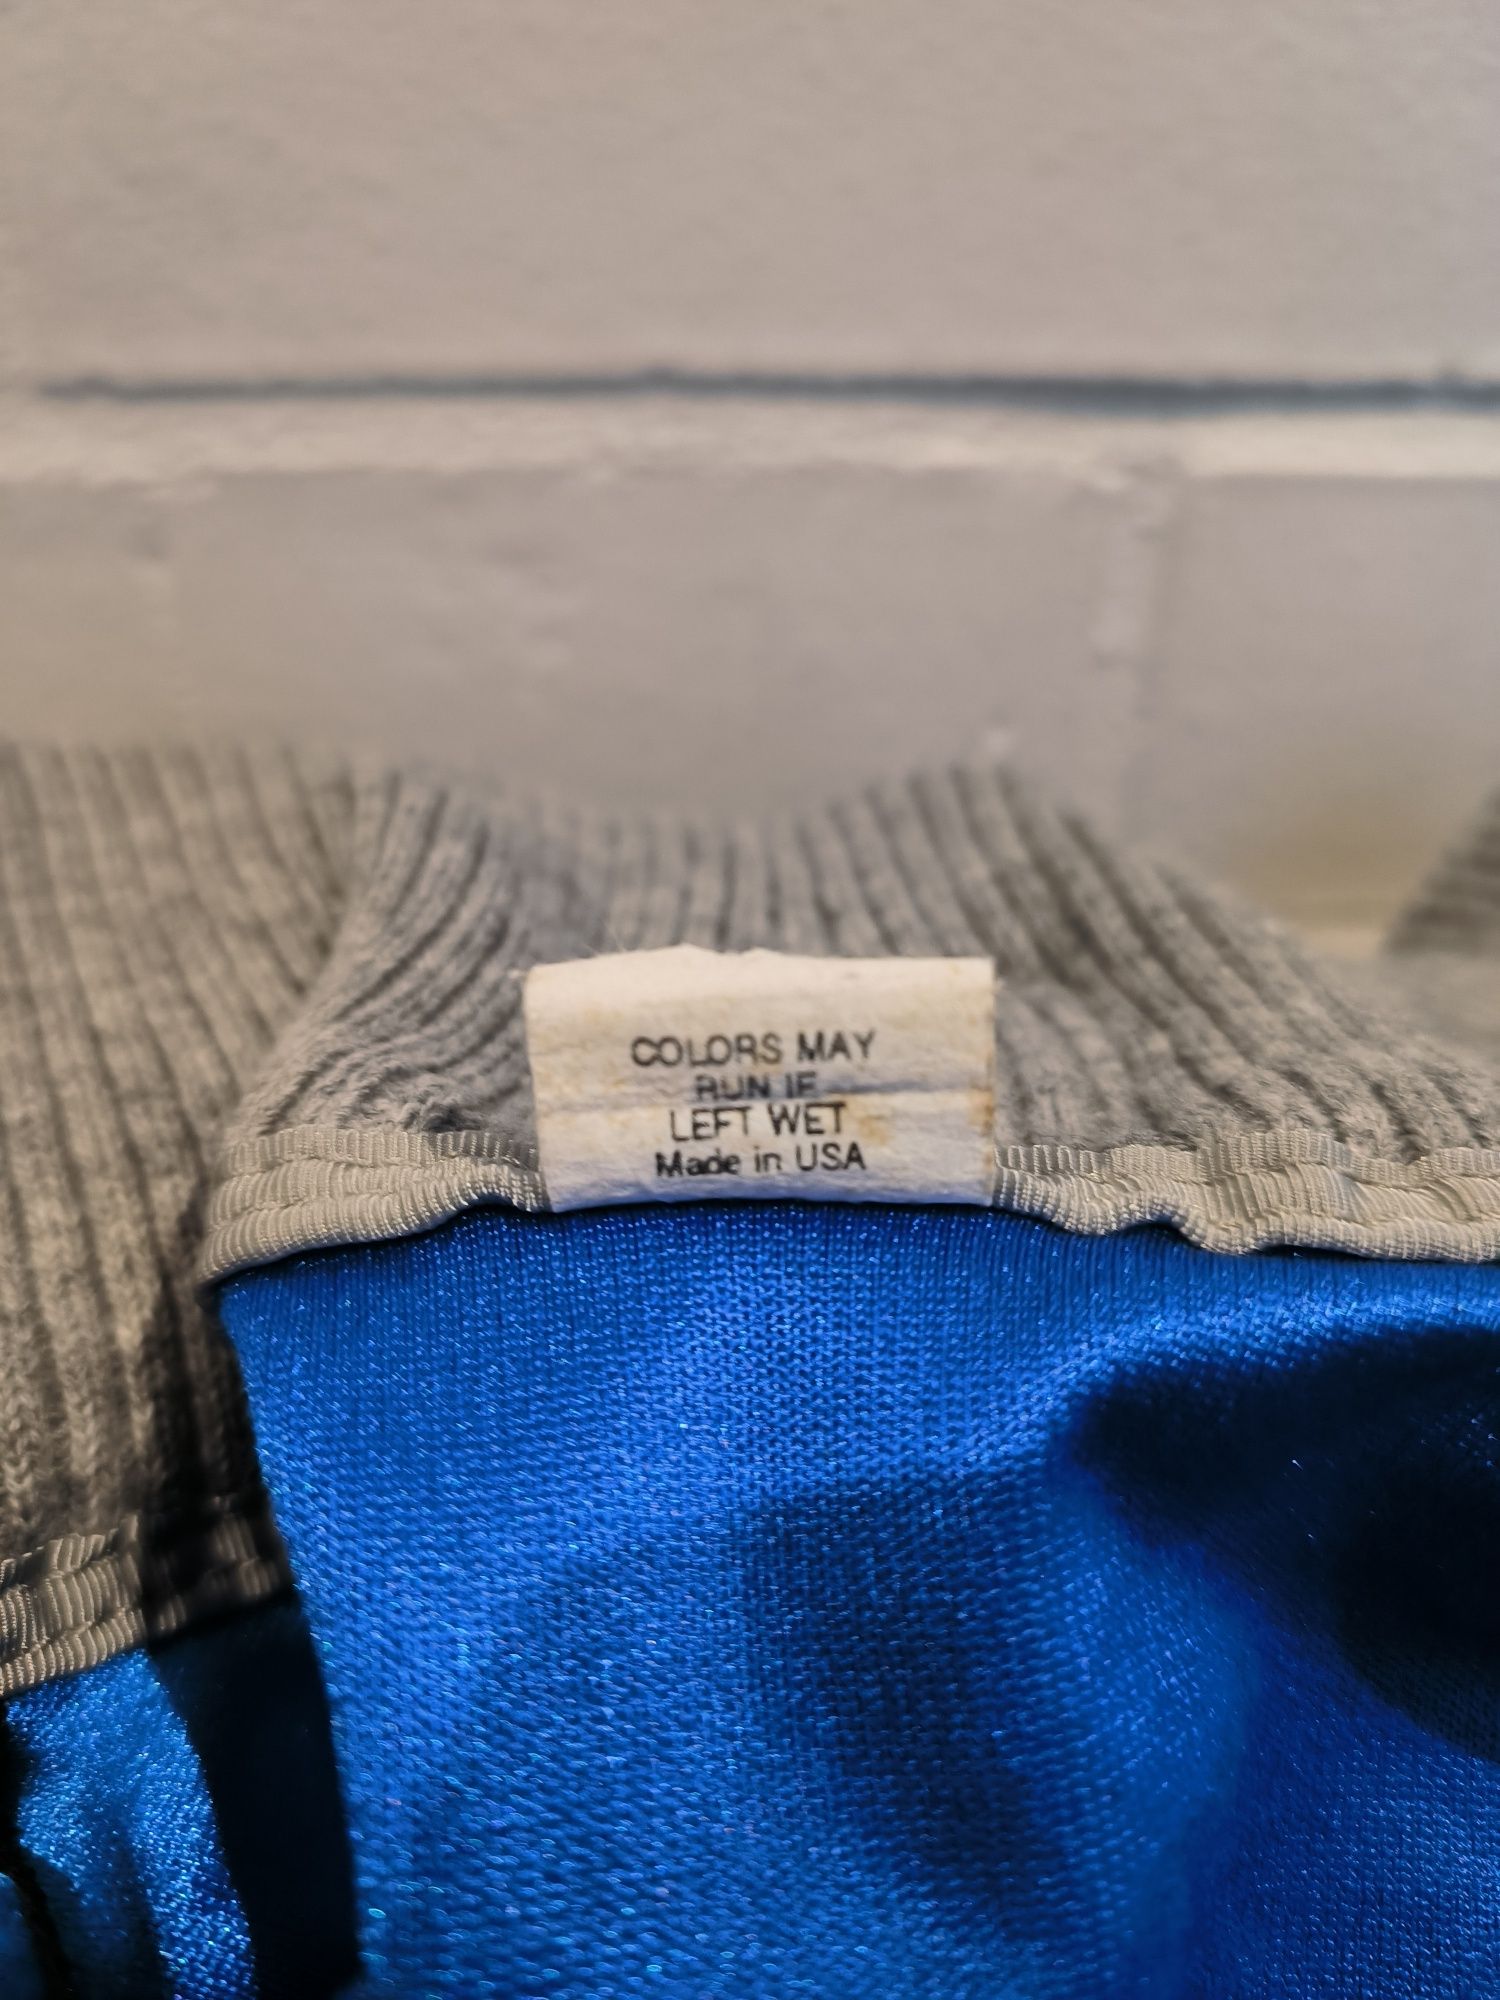 COLORS MAY
RUN IF
LEFT WET
Made in USA